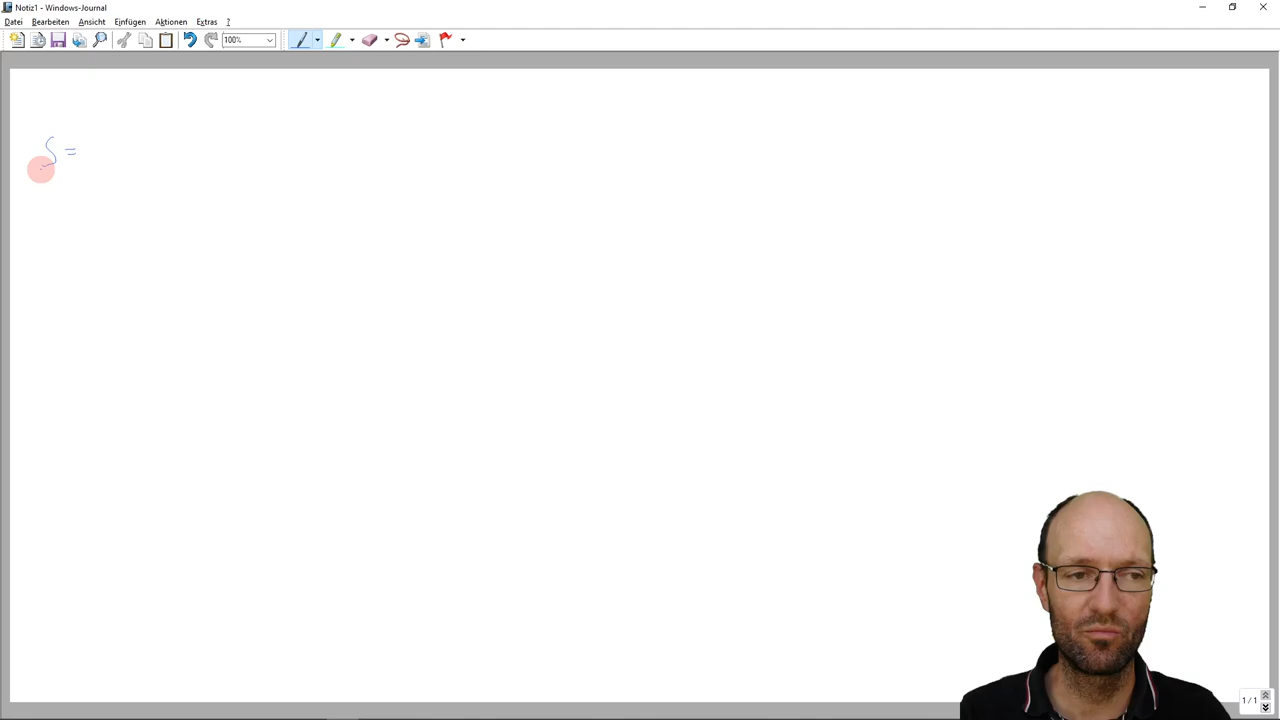 Notiz1 - Windows-Journal
Datei Bearbeiten Ansicht Einfügen Aktionen Extras ?
100%
S =
1 / 1